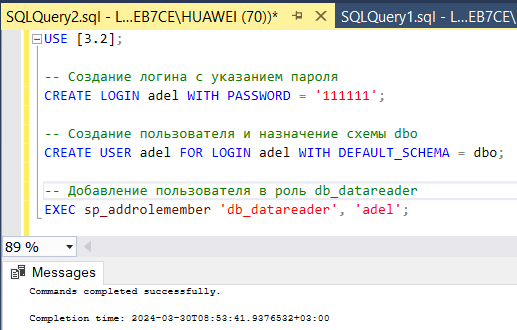 SQLQuery2.sql - L...EB7CE\HUAWEI (70))*
SQLQuery1.sql - L...E
USE [3.2];
-- Создание логина с указанием пароля
CREATE LOGIN adel WITH PASSWORD = '111111';
-- Создание пользователя и назначение схемы dbo
CREATE USER adel FOR LOGIN adel WITH DEFAULT_SCHEMA = dbo;
-- Добавление пользователя в роль db_datareader
EXEC sp_addrolemember 'db_datareader', 'adel';
89 %
Messages
Commands completed successfully.
Completion time: 2024-03-30T08:53:41.9376532+03:00